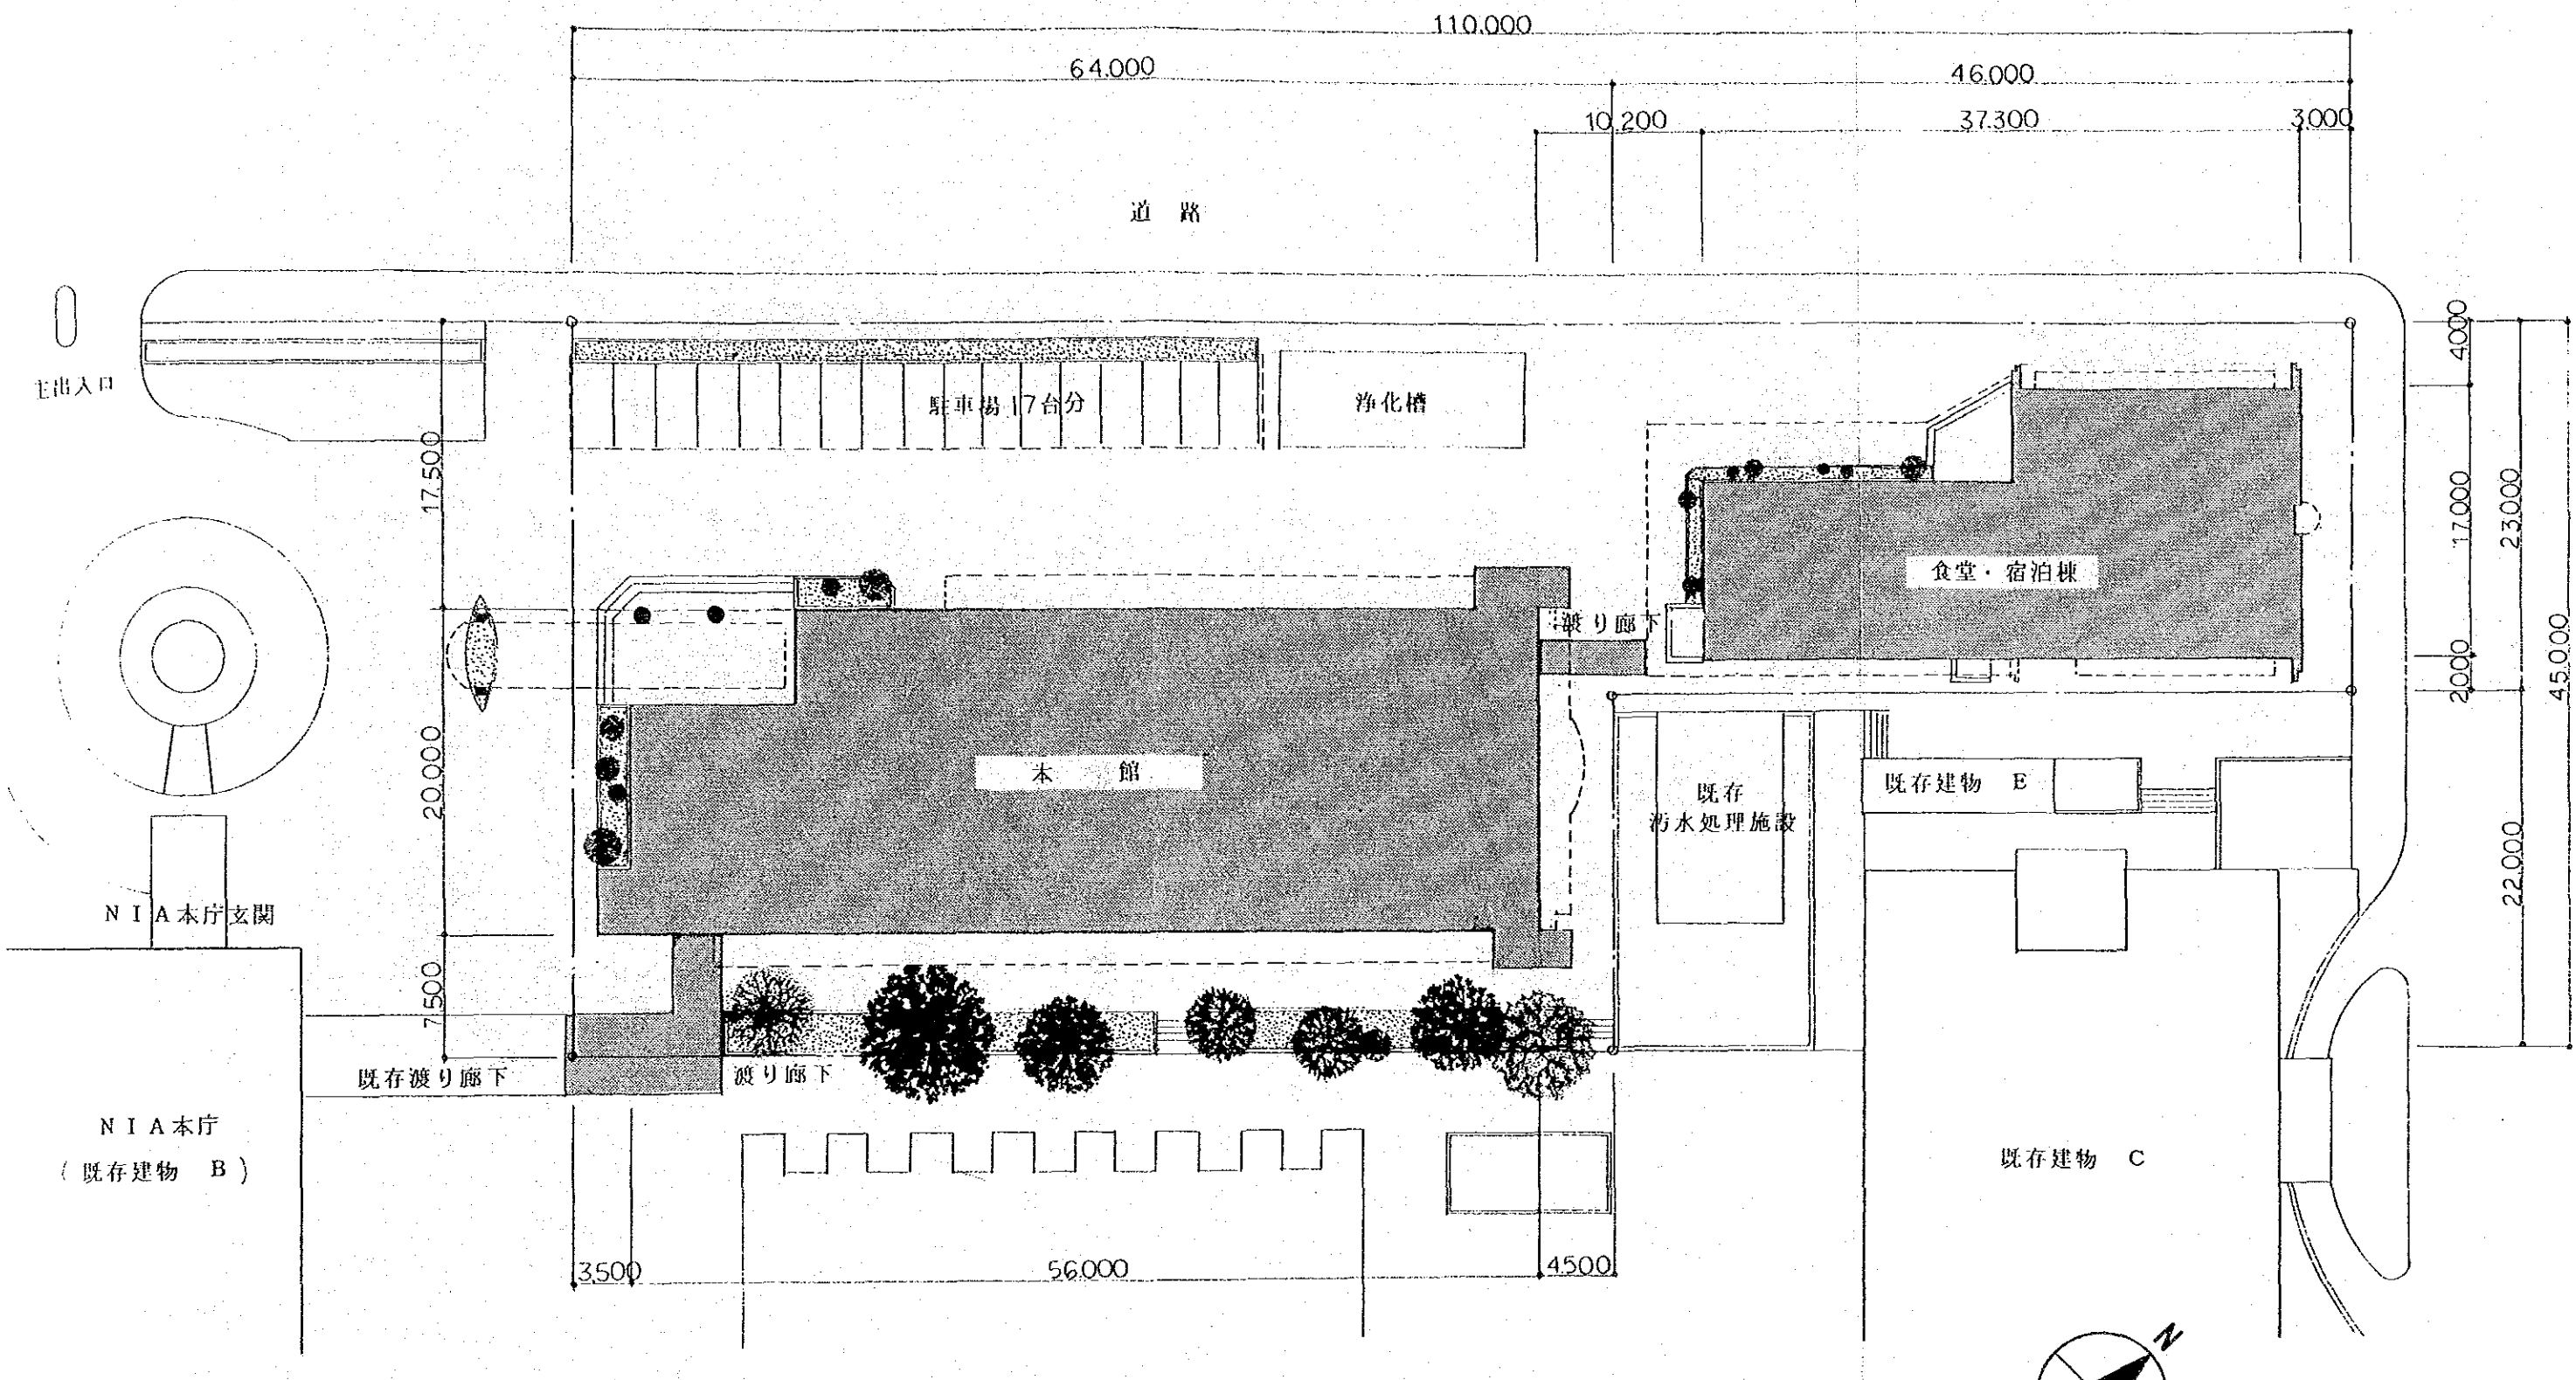 110,000
64,000
46,000
10,200
37,300
3,000
道 路
主出入口
駐車場 17台分
浄化槽
17,500
4,000
17,000
23,000
2,000
45,000
食堂・宿泊棟
渡り廊下
本 館
20,000
既存
汚水処理施設
既存建物 E
22,000
NIA本庁玄関
7,500
既存渡り廊下
渡り廊下
NIA本庁
(既存建物 B)
既存建物 C
3,500
56,000
4,500
N